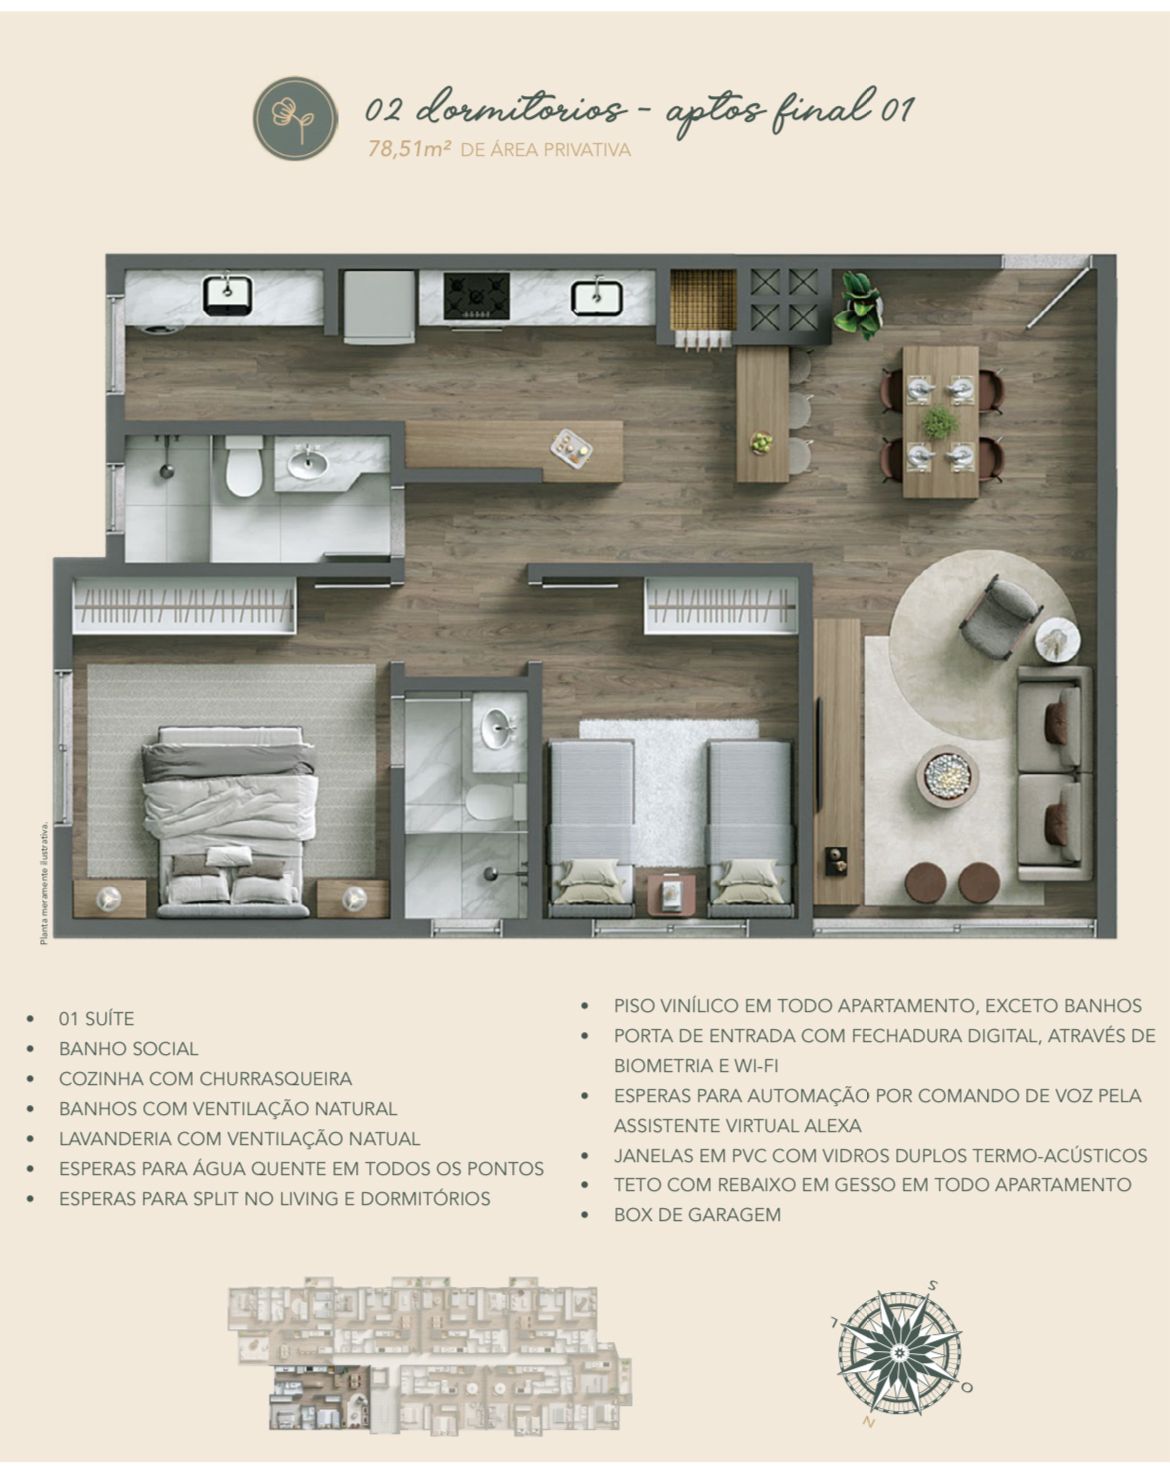 02 dormitorios - aptos final 01
78,51m² DE ÁREA PRIVATIVA
Planta meramente ilustrativa.
• 01 SUÍTE
• BANHO SOCIAL
• COZINHA COM CHURRASQUEIRA
• BANHOS COM VENTILAÇÃO NATURAL
• LAVANDERIA COM VENTILAÇÃO NATUAL
• ESPERAS PARA ÁGUA QUENTE EM TODOS OS PONTOS
• ESPERAS PARA SPLIT NO LIVING E DORMITÓRIOS
• PISO VINÍLICO EM TODO APARTAMENTO, EXCETO BANHOS
• PORTA DE ENTRADA COM FECHADURA DIGITAL, ATRAVÉS DE
BIOMETRIA E WI-FI
• ESPERAS PARA AUTOMAÇÃO POR COMANDO DE VOZ PELA
ASSISTENTE VIRTUAL ALEXA
• JANELAS EM PVC COM VIDROS DUPLOS TERMO-ACÚSTICOS
• TETO COM REBAIXO EM GESSO EM TODO APARTAMENTO
• BOX DE GARAGEM
S
L
O
N